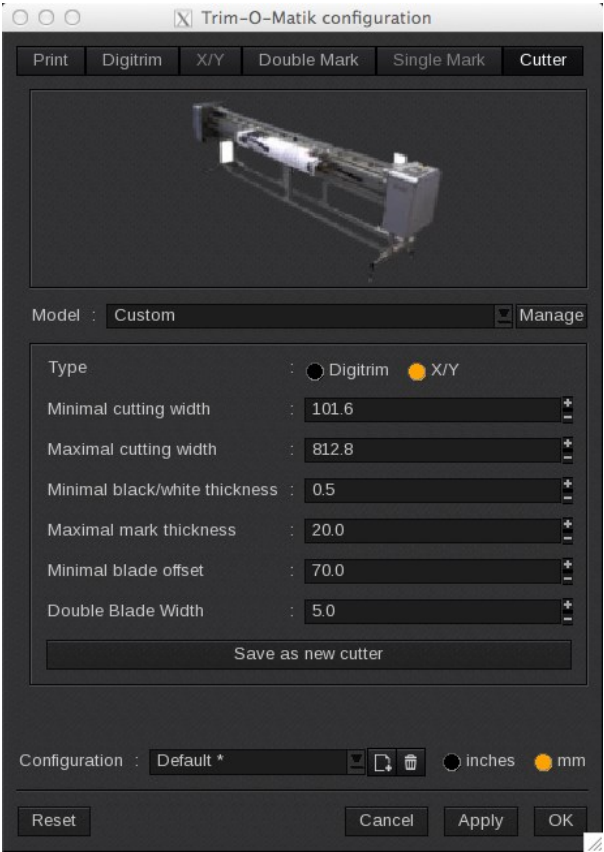 Trim-O-Matik configuration
Print Digitrim X/Y Double Mark Single Mark Cutter
Model : Custom Manage
Type : Digitrim X/Y
Minimal cutting width : 101.6
Maximal cutting width : 812.8
Minimal black/white thickness : 0.5
Maximal mark thickness : 20.0
Minimal blade offset : 70.0
Double Blade Width : 5.0
Save as new cutter
Configuration : Default * inches mm
Reset Cancel Apply OK